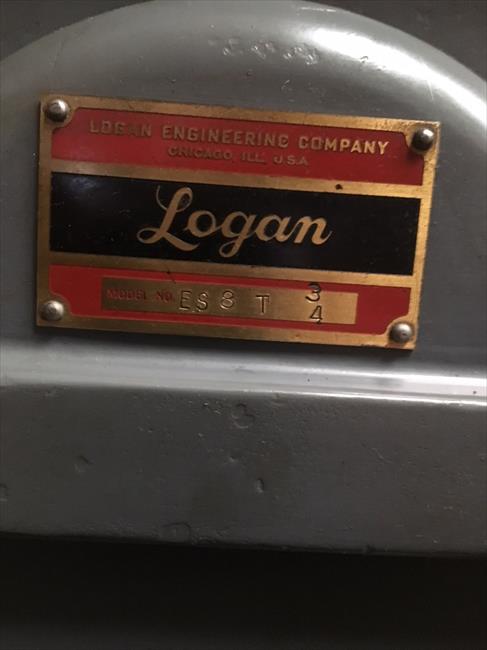 LOGAN ENGINEERING COMPANY
CHICAGO, ILL., U.S.A
Logan
MODEL NO. ES 8 T 3/4